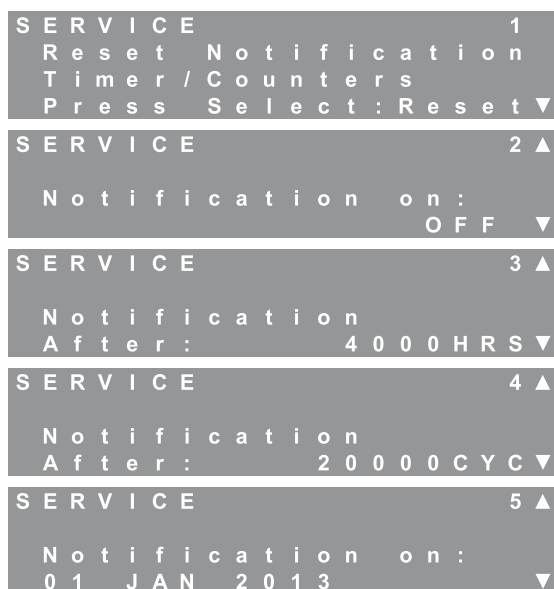 SERVICE 1
Reset Notification
Timer/Counters
Press Select:Reset ▼
SERVICE 2 ▲
Notification on:
OFF ▼
SERVICE 3 ▲
Notification
After: 4000HRS ▼
SERVICE 4 ▲
Notification
After: 20000CYC ▼
SERVICE 5 ▲
Notification on:
01 JAN 2013 ▼